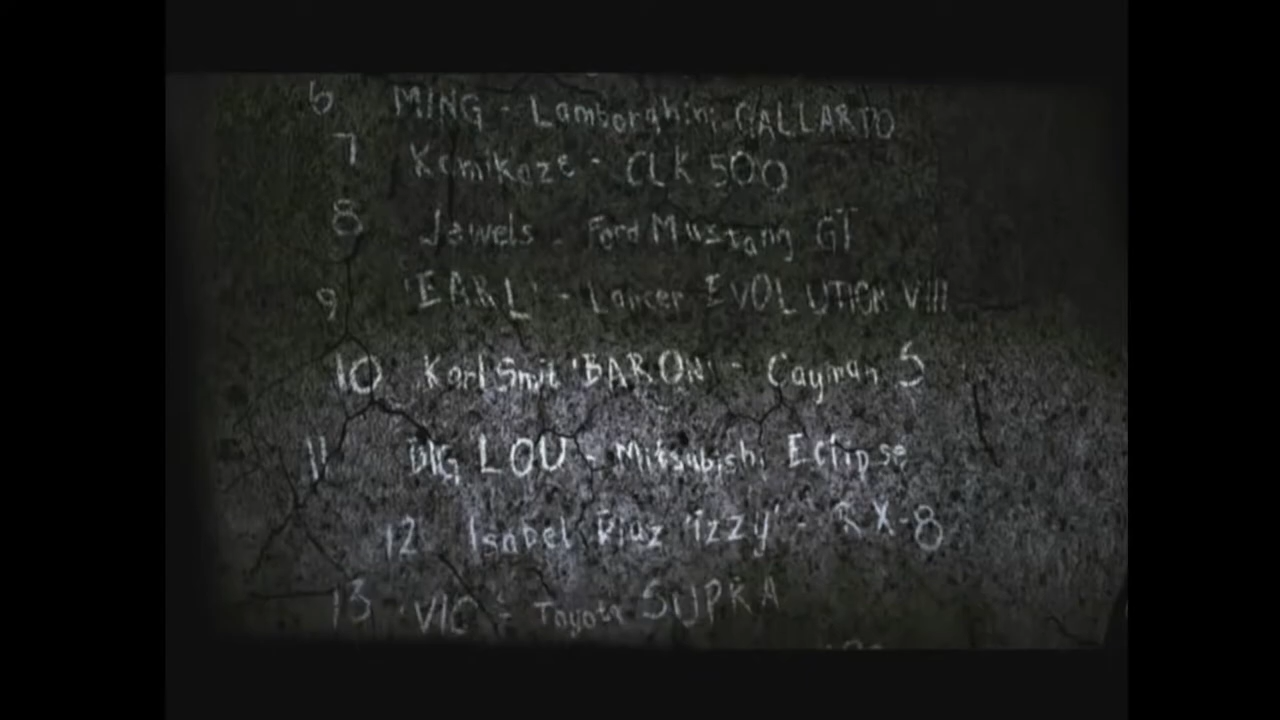 6 MING - Lamborghini GALLARDO
7 Kamikaze - CLK 500
8 Jewels - Ford Mustang GT
9 'EARL' - Lancer EVOLUTION VIII
10 Karl Smit 'BARON' - Cayman S
11 BIG LOU - Mitsubishi Eclipse
12 Isabel Diaz 'izzy' - RX-8
13 'VIC' - Toyota SUPRA